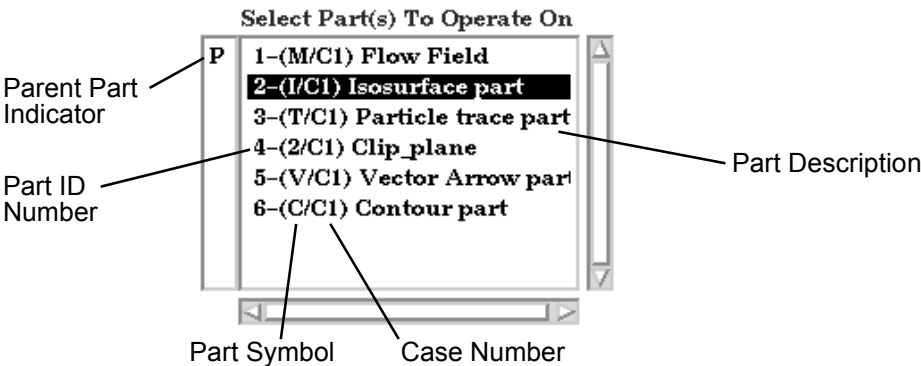 Select Part(s) To Operate On
P 1–(M/C1) Flow Field
2–(I/C1) Isosurface part
3–(T/C1) Particle trace part
4–(2/C1) Clip_plane
5–(V/C1) Vector Arrow part
6–(C/C1) Contour part
Parent Part
Indicator
Part ID
Number
Part Description
Part Symbol
Case Number